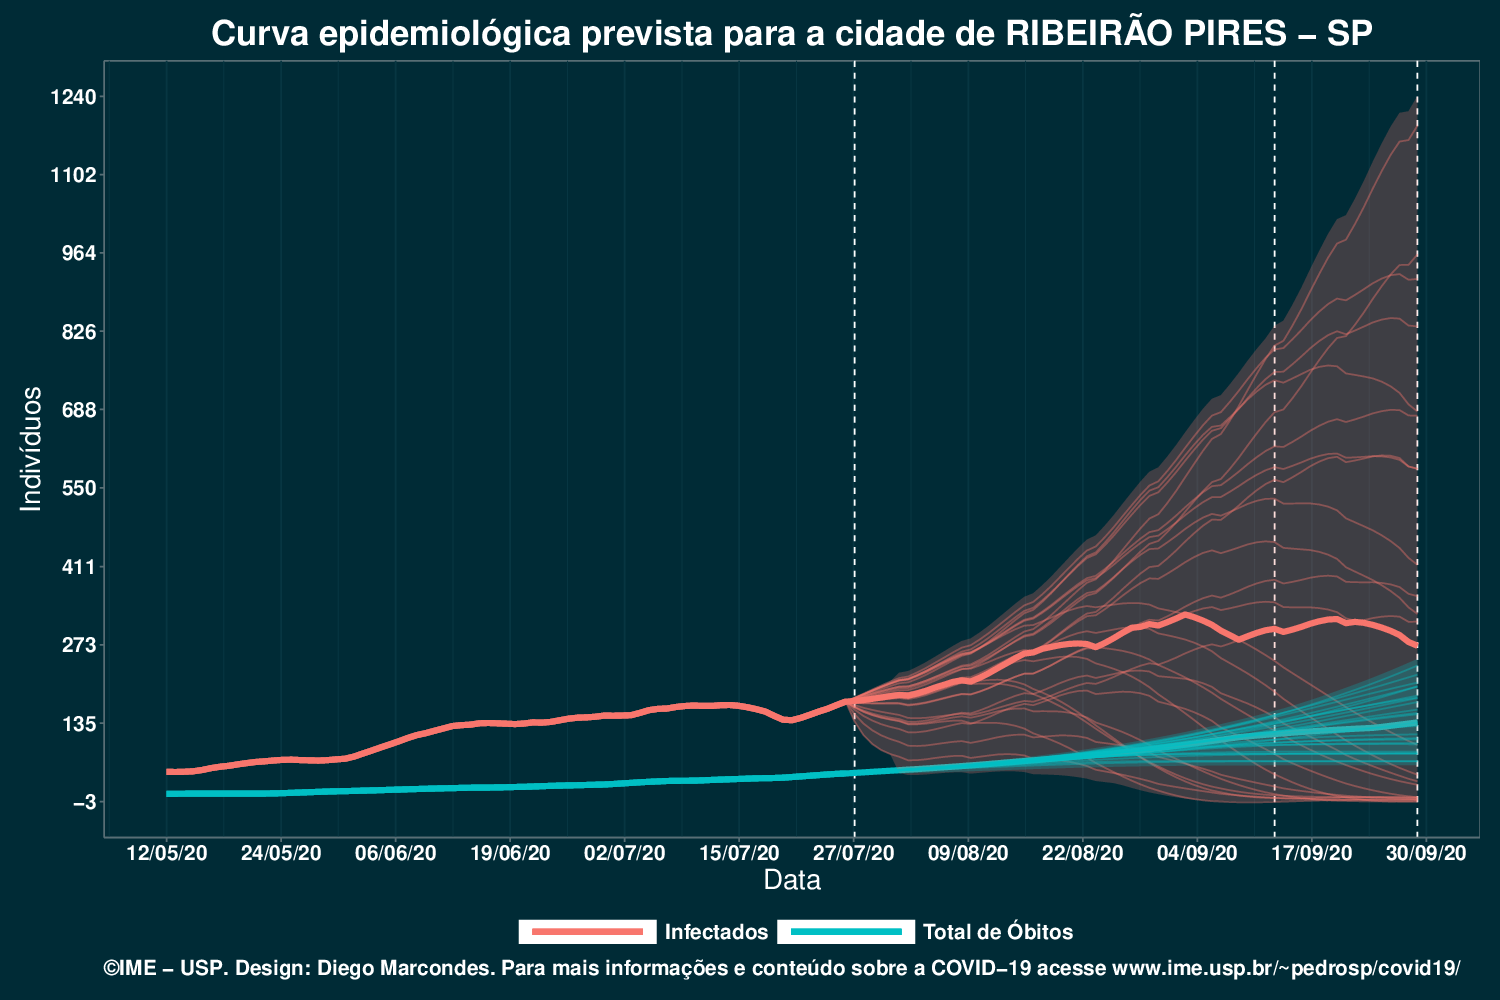 Curva epidemiológica prevista para a cidade de RIBEIRÃO PIRES – SP
1240
1102
964
826
688
550
411
273
135
−3
Indivíduos
12/05/20 24/05/20 06/06/20 19/06/20 02/07/20 15/07/20 27/07/20 09/08/20 22/08/20 04/09/20 17/09/20 30/09/20
Data
Infectados Total de Óbitos
©IME − USP. Design: Diego Marcondes. Para mais informações e conteúdo sobre a COVID−19 acesse www.ime.usp.br/~pedrosp/covid19/